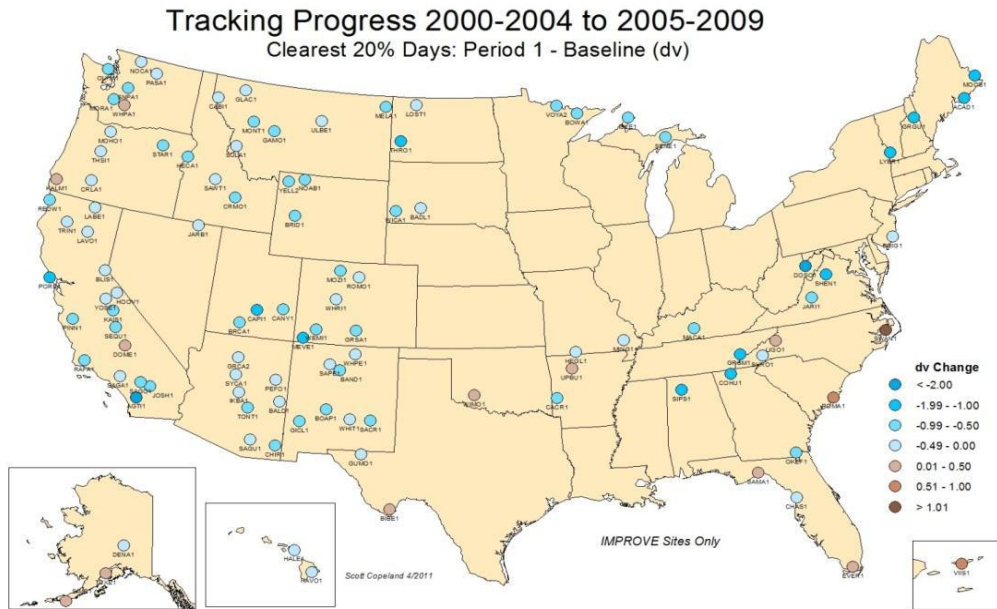 Tracking Progress 2000-2004 to 2005-2009
Clearest 20% Days: Period 1 - Baseline (dv)
NOCA1
PASA1
SNPA1
MORA1
WHPA1
CABI1
GLAC1
MONT1
GAMO1
ULBE1
MELA1
LOST1
THRO1
VOYA2
BOWA1
SENE1
MOOS1
ACAD1
GRGU1
LYBR1
MOHO1
THSI1
STAR1
HECA1
SULA1
KALM1
CRLA1
SAWT1
CRMO1
YELL2
NOAB1
BRID1
WICA1
BADL1
REDW1
TRIN1
LABE1
LAVO1
JARB1
BRIG1
BLIS1
HOOV1
YOSE1
KAIS1
PINN1
SEQU1
DOME1
MOZI1
ROMO1
WHRI1
BRCA1
CAPI1
CANY1
MEVE1
WEMI1
GRSA1
DOSO1
SHEN1
JARI1
MACA1
MING1
HEGL1
UPBU1
LIGO1
SHRO1
GRSM1
COHU1
SWAN1
ROMA1
RAFA1
SAGA1
JOSH1
AGTI1
GRCA2
SYCA1
IKBA1
TONT1
PEFO1
BALD1
SAPE1
WHPE1
BAND1
BOAP1
GICL1
WHIT1
SACR1
SAGU1
CHIR1
GUMO1
WIMO1
CACR1
SIPS1
OKEF1
SAMA1
CHAS1
BIBE1
EVER1
dv Change
< -2.00
-1.99 - -1.00
-0.99 - -0.50
-0.49 - 0.00
0.01 - 0.50
0.51 - 1.00
> 1.01
DENA1
HALE1
HAVO1
Scott Copeland 4/2011
IMPROVE Sites Only
VIIS1